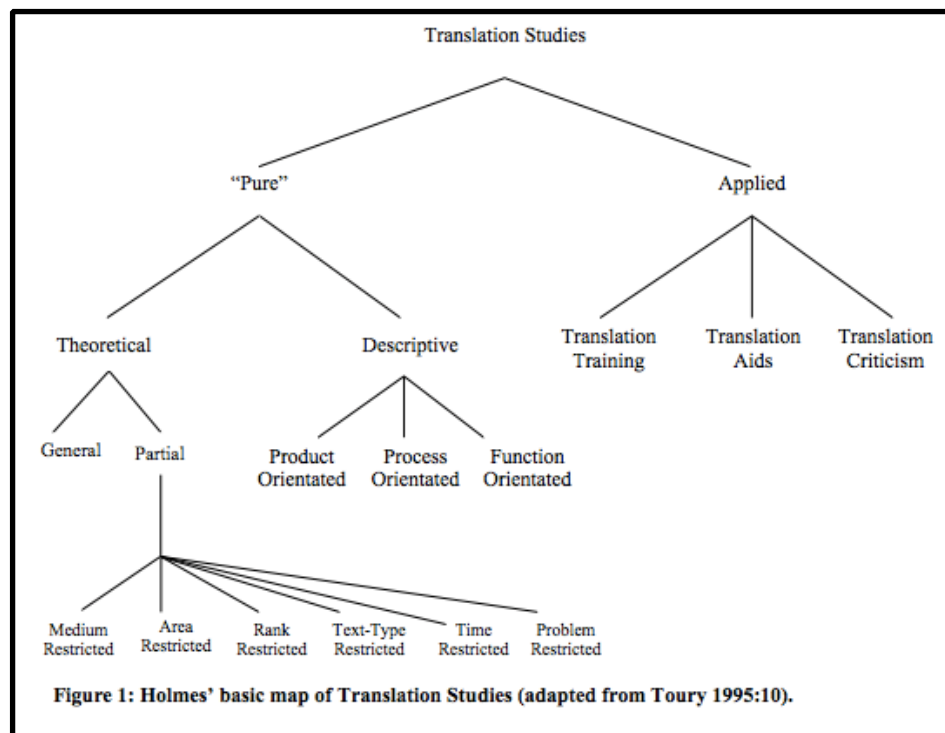 Translation Studies
“Pure”
Applied
Theoretical
Descriptive
Translation
Training
Translation
Aids
Translation
Criticism
General
Partial
Product
Orientated
Process
Orientated
Function
Orientated
Medium
Restricted
Area
Restricted
Rank
Restricted
Text-Type
Restricted
Time
Restricted
Problem
Restricted
Figure 1: Holmes’ basic map of Translation Studies (adapted from Toury 1995:10).